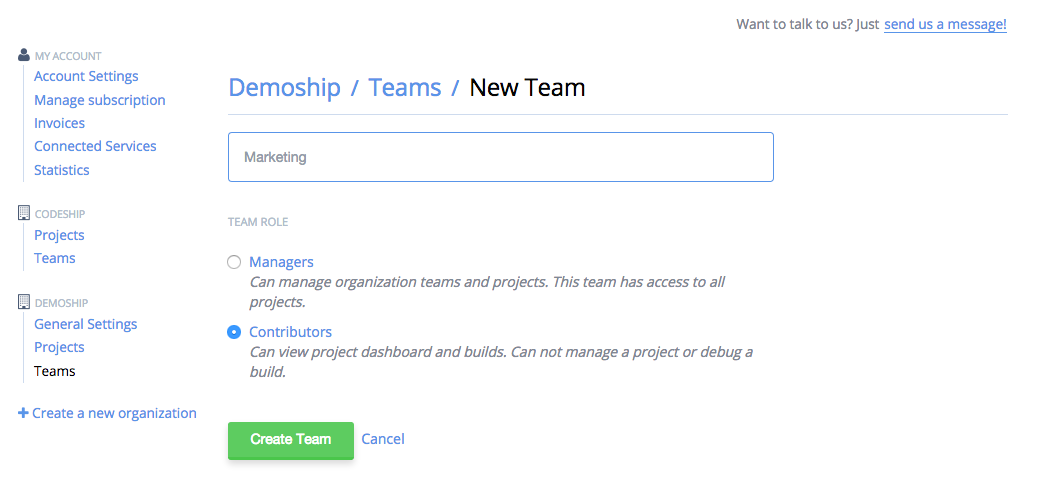 Want to talk to us? Just send us a message!
MY ACCOUNT
Account Settings
Manage subscription
Invoices
Connected Services
Statistics
CODESHIP
Projects
Teams
DEMOSHIP
General Settings
Projects
Teams
Create a new organization
Demoship / Teams / New Team
Marketing
TEAM ROLE
Managers
Can manage organization teams and projects. This team has access to all
projects.
Contributors
Can view project dashboard and builds. Can not manage a project or debug a
build.
Create Team
Cancel